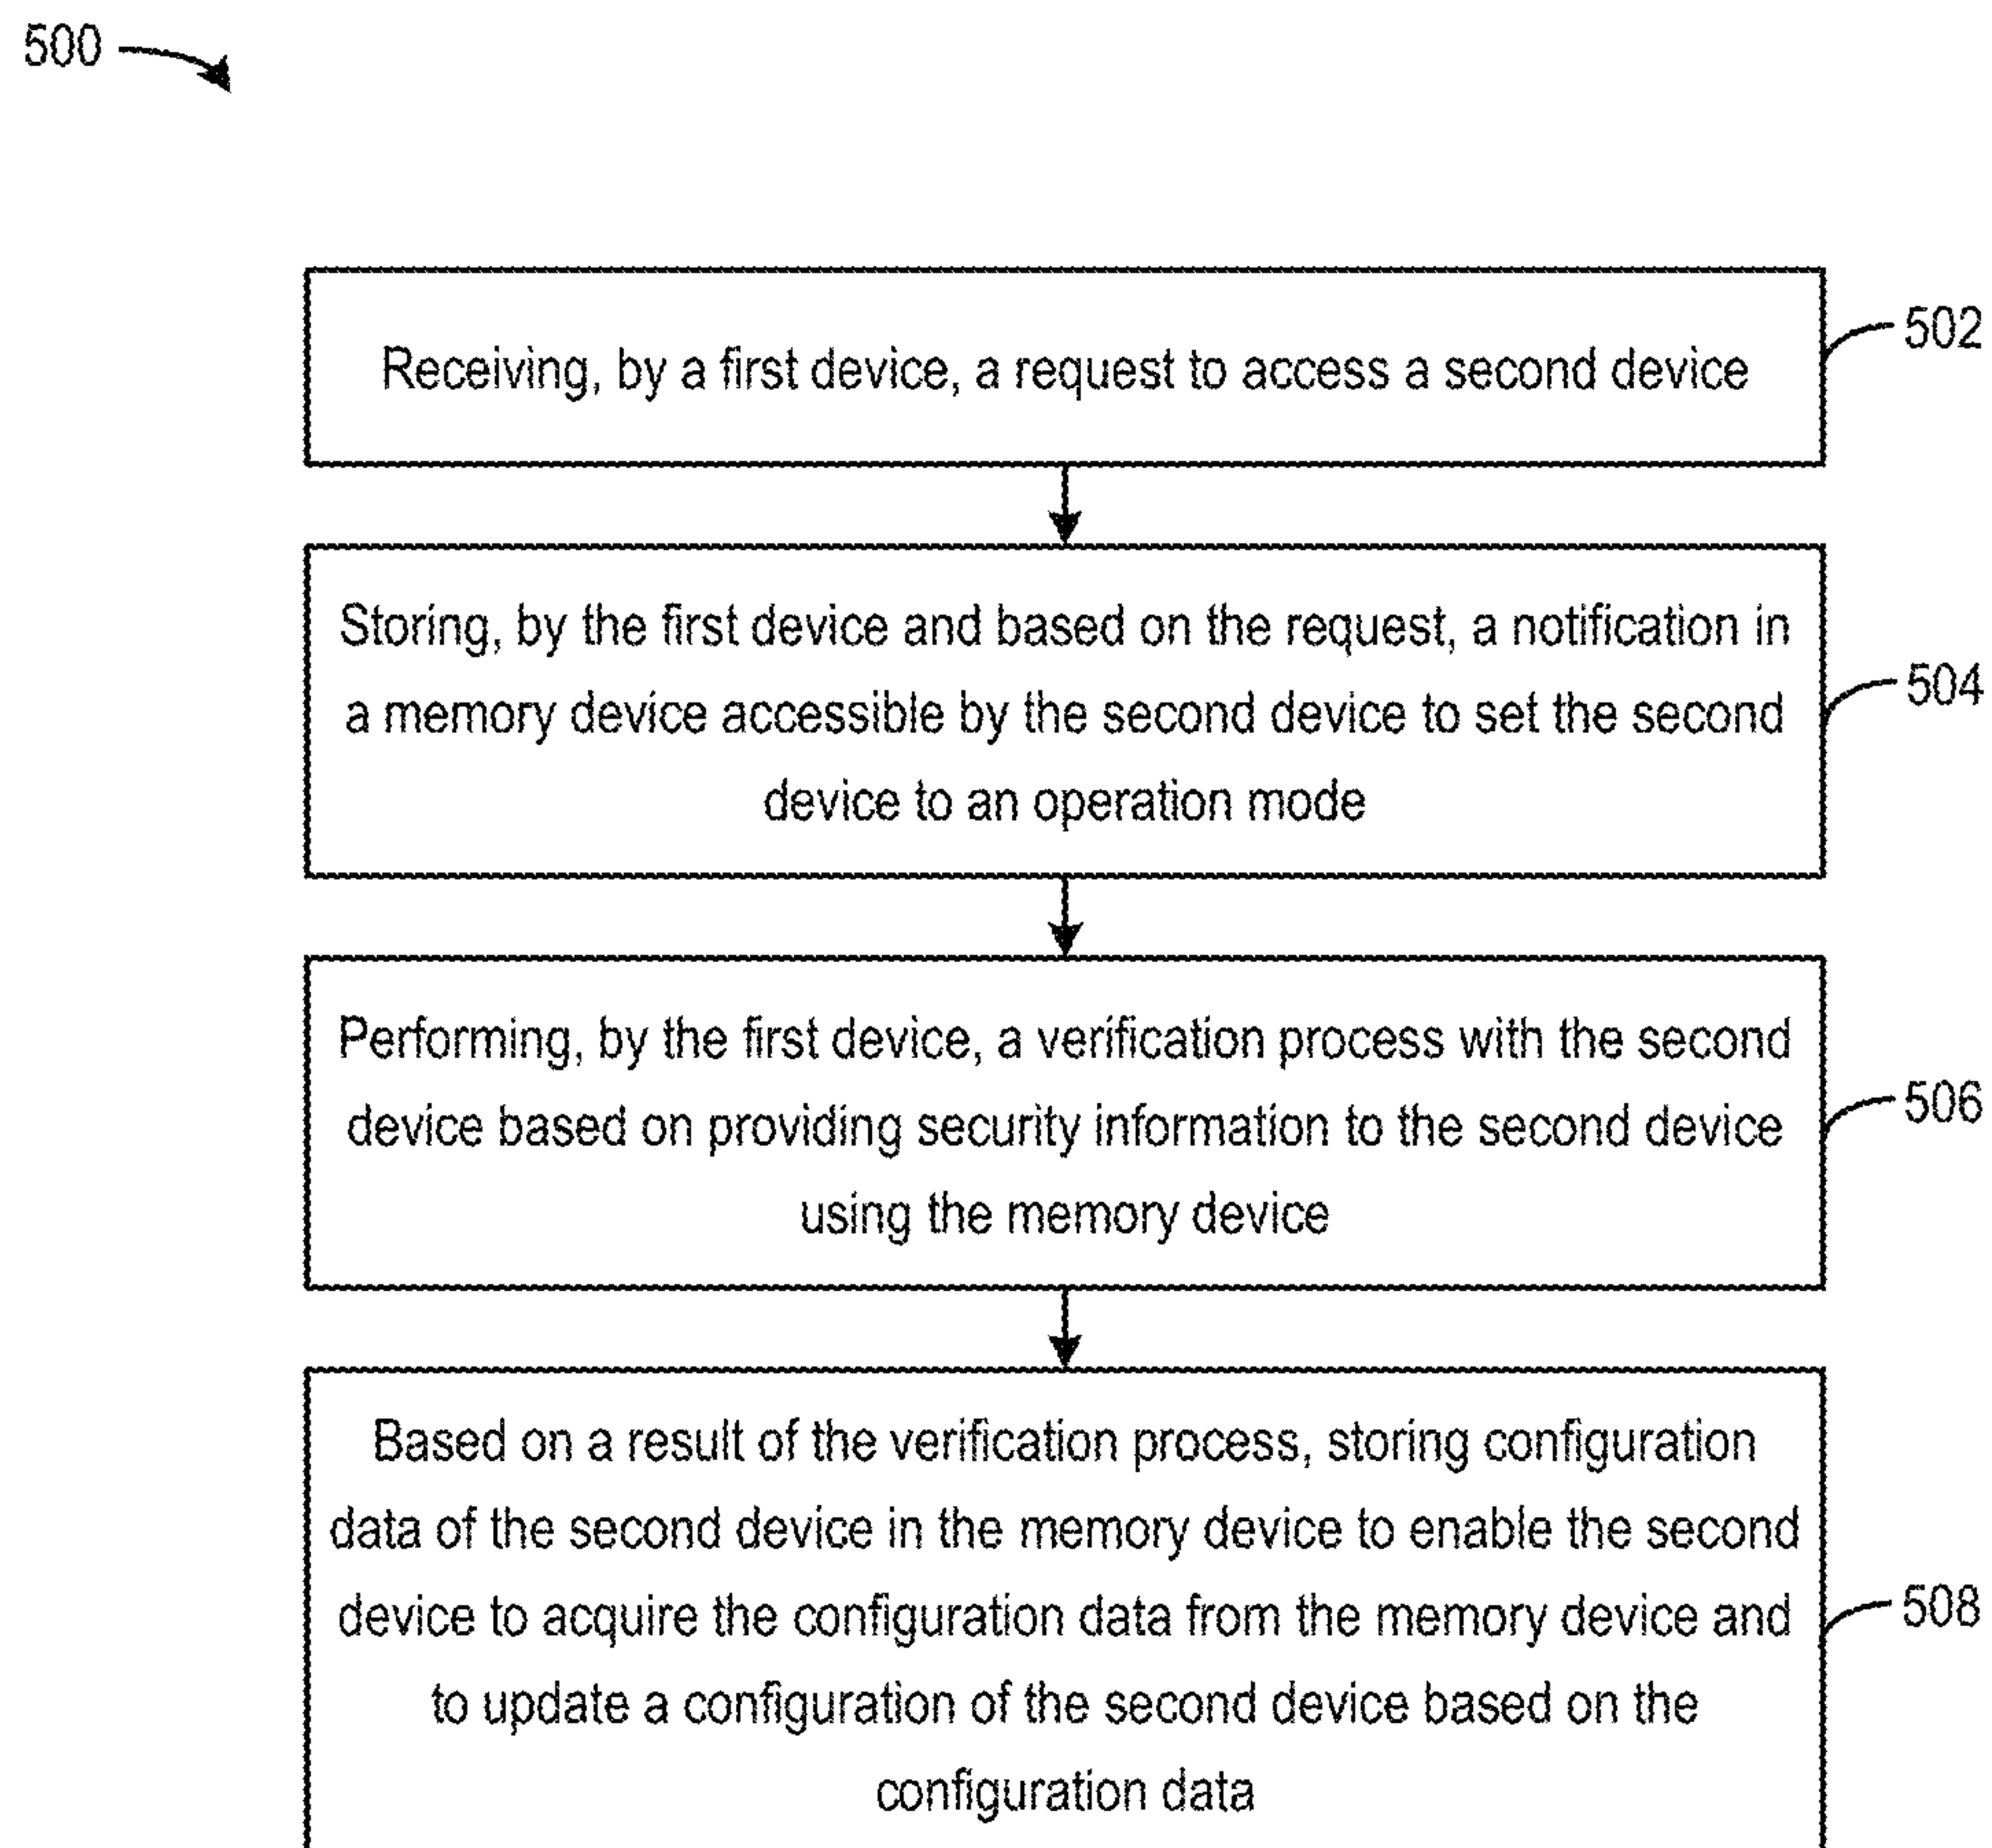 500
Receiving, by a first device, a request to access a second device
502
Storing, by the first device and based on the request, a notification in
a memory device accessible by the second device to set the second
device to an operation mode
504
Performing, by the first device, a verification process with the second
device based on providing security information to the second device
using the memory device
506
Based on a result of the verification process, storing configuration
data of the second device in the memory device to enable the second
device to acquire the configuration data from the memory device and
to update a configuration of the second device based on the
configuration data
508